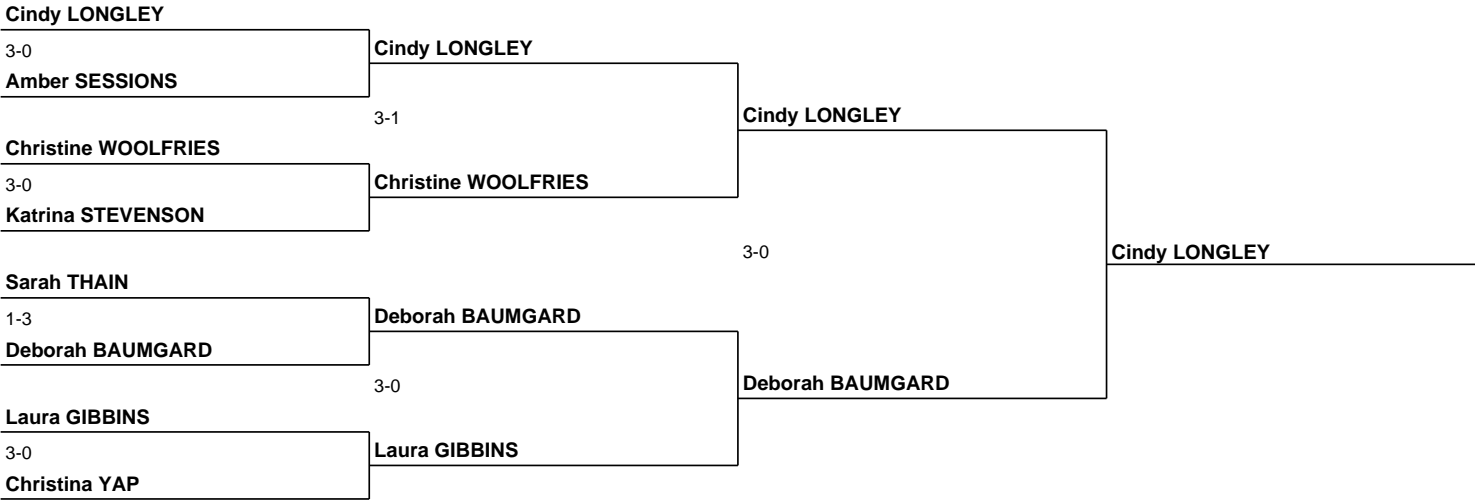 Cindy LONGLEY
3-0
Amber SESSIONS
Christine WOOLFRIES
3-0
Katrina STEVENSON
Sarah THAIN
1-3
Deborah BAUMGARD
Laura GIBBINS
3-0
Christina YAP
Cindy LONGLEY
3-1
Christine WOOLFRIES
Deborah BAUMGARD
3-0
Laura GIBBINS
Cindy LONGLEY
3-0
Deborah BAUMGARD
Cindy LONGLEY